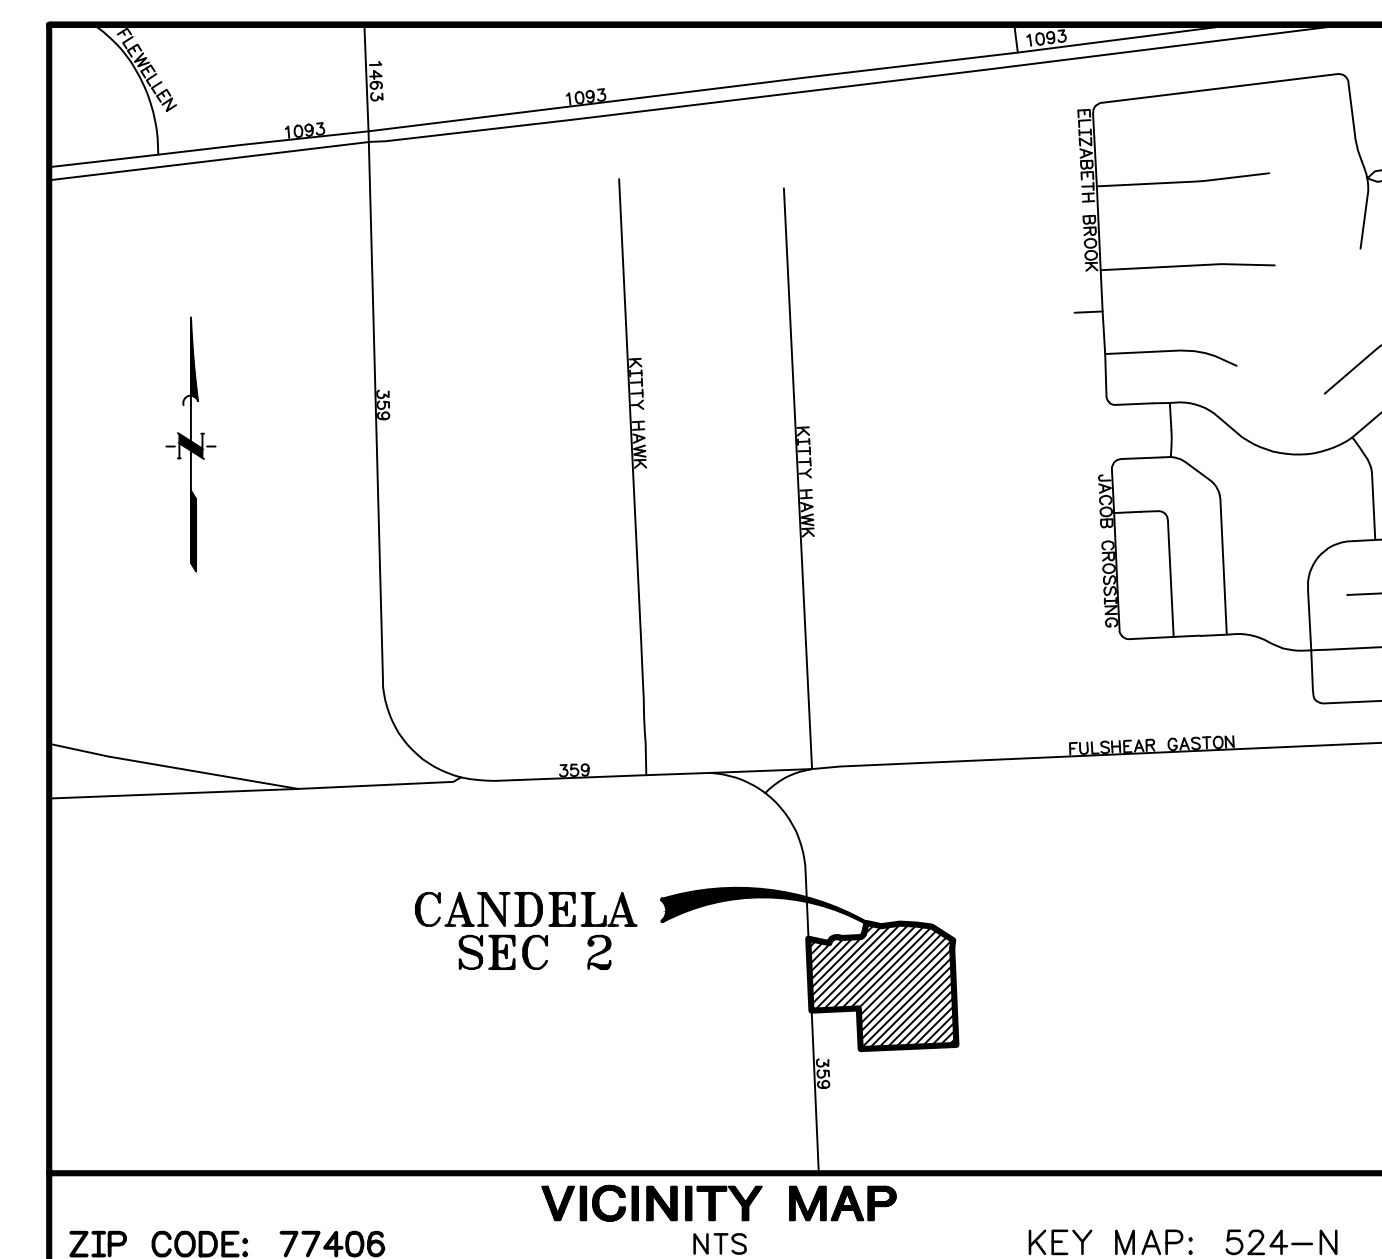 FLEWELLEN
1463
1093
1093
1093
ELIZABETH BROOK
359
KITTY HAWK
KITTY HAWK
N
JACOB CROSSING
FULSHEAR GASTON
359
CANDELA
SEC 2
359
VICINITY MAP
ZIP CODE: 77406
NTS
KEY MAP: 524-N